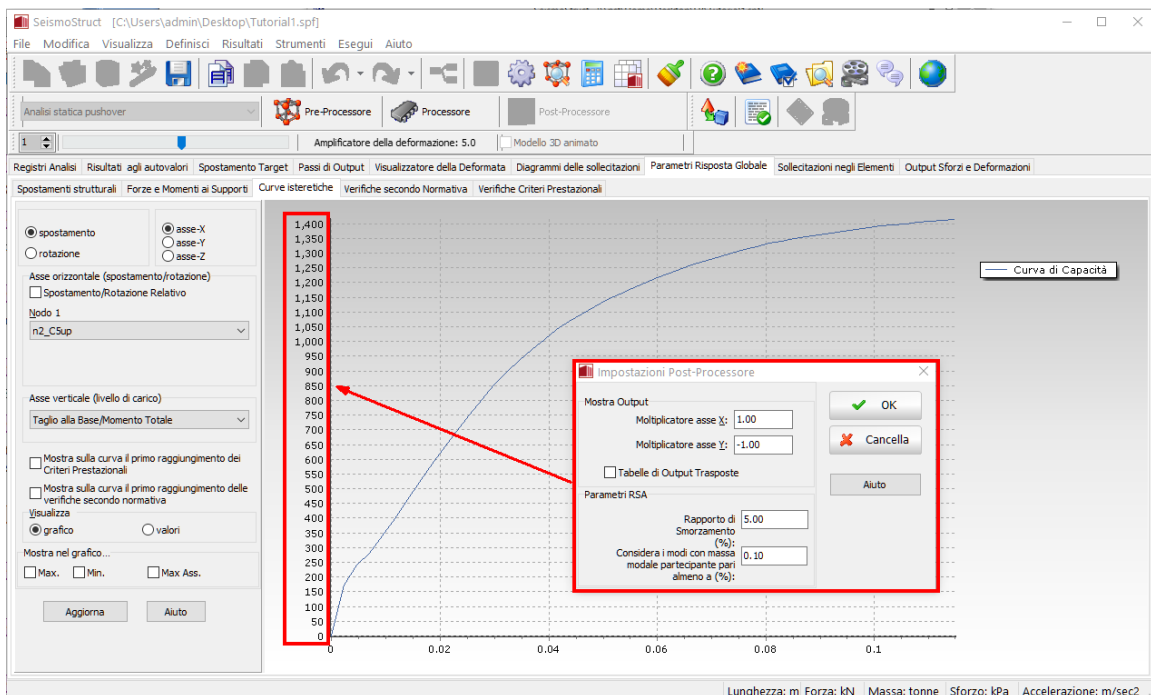 SeismoStruct [C:\Users\admin\Desktop\Tutorial1.spf]
File Modifica Visualizza Definisci Risultati Strumenti Esegui Aiuto
Analisi statica pushover
Pre-Processore
Processore
Post-Processore
1
Amplificatore della deformazione: 5.0
Modello 3D animato
Registri Analisi Risultati agli autovalori Spostamento Target Passi di Output Visualizzatore della Deformata Diagrammi delle sollecitazioni Parametri Risposta Globale Sollecitazioni negli Elementi Output Sforzi e Deformazioni
Spostamenti strutturali Forze e Momenti ai Supporti Curve isteretiche Verifiche secondo Normativa Verifiche Criteri Prestazionali
spostamento
rotazione
asse-X
asse-Y
asse-Z
Asse orizzontale (spostamento/rotazione)
Spostamento/Rotazione Relativo
Nodo 1
n2_C5up
Asse verticale (livello di carico)
Taglio alla Base/Momento Totale
Mostra sulla curva il primo raggiungimento dei
Criteri Prestazionali
Mostra sulla curva il primo raggiungimento delle
verifiche secondo normativa
Visualizza
grafico
valori
Mostra nel grafico...
Max.
Min.
Max Ass.
Aggiorna
Aiuto
1,400
1,350
1,300
1,250
1,200
1,150
1,100
1,050
1,000
950
900
850
800
750
700
650
600
550
500
450
400
350
300
250
200
150
100
50
0
0 0.02 0.04 0.06 0.08 0.1
Curva di Capacità
Impostazioni Post-Processore
Mostra Output
Moltiplicatore asse X: 1.00
Moltiplicatore asse Y: -1.00
Tabelle di Output Trasposte
Parametri RSA
Rapporto di
Smorzamento
(%):
5.00
Considera i modi con massa
modale partecipante pari
almeno a (%):
0.10
OK
Cancella
Aiuto
Lunghezza: m Forza: kN Massa: tonne Sforzo: kPa Accelerazione: m/sec2